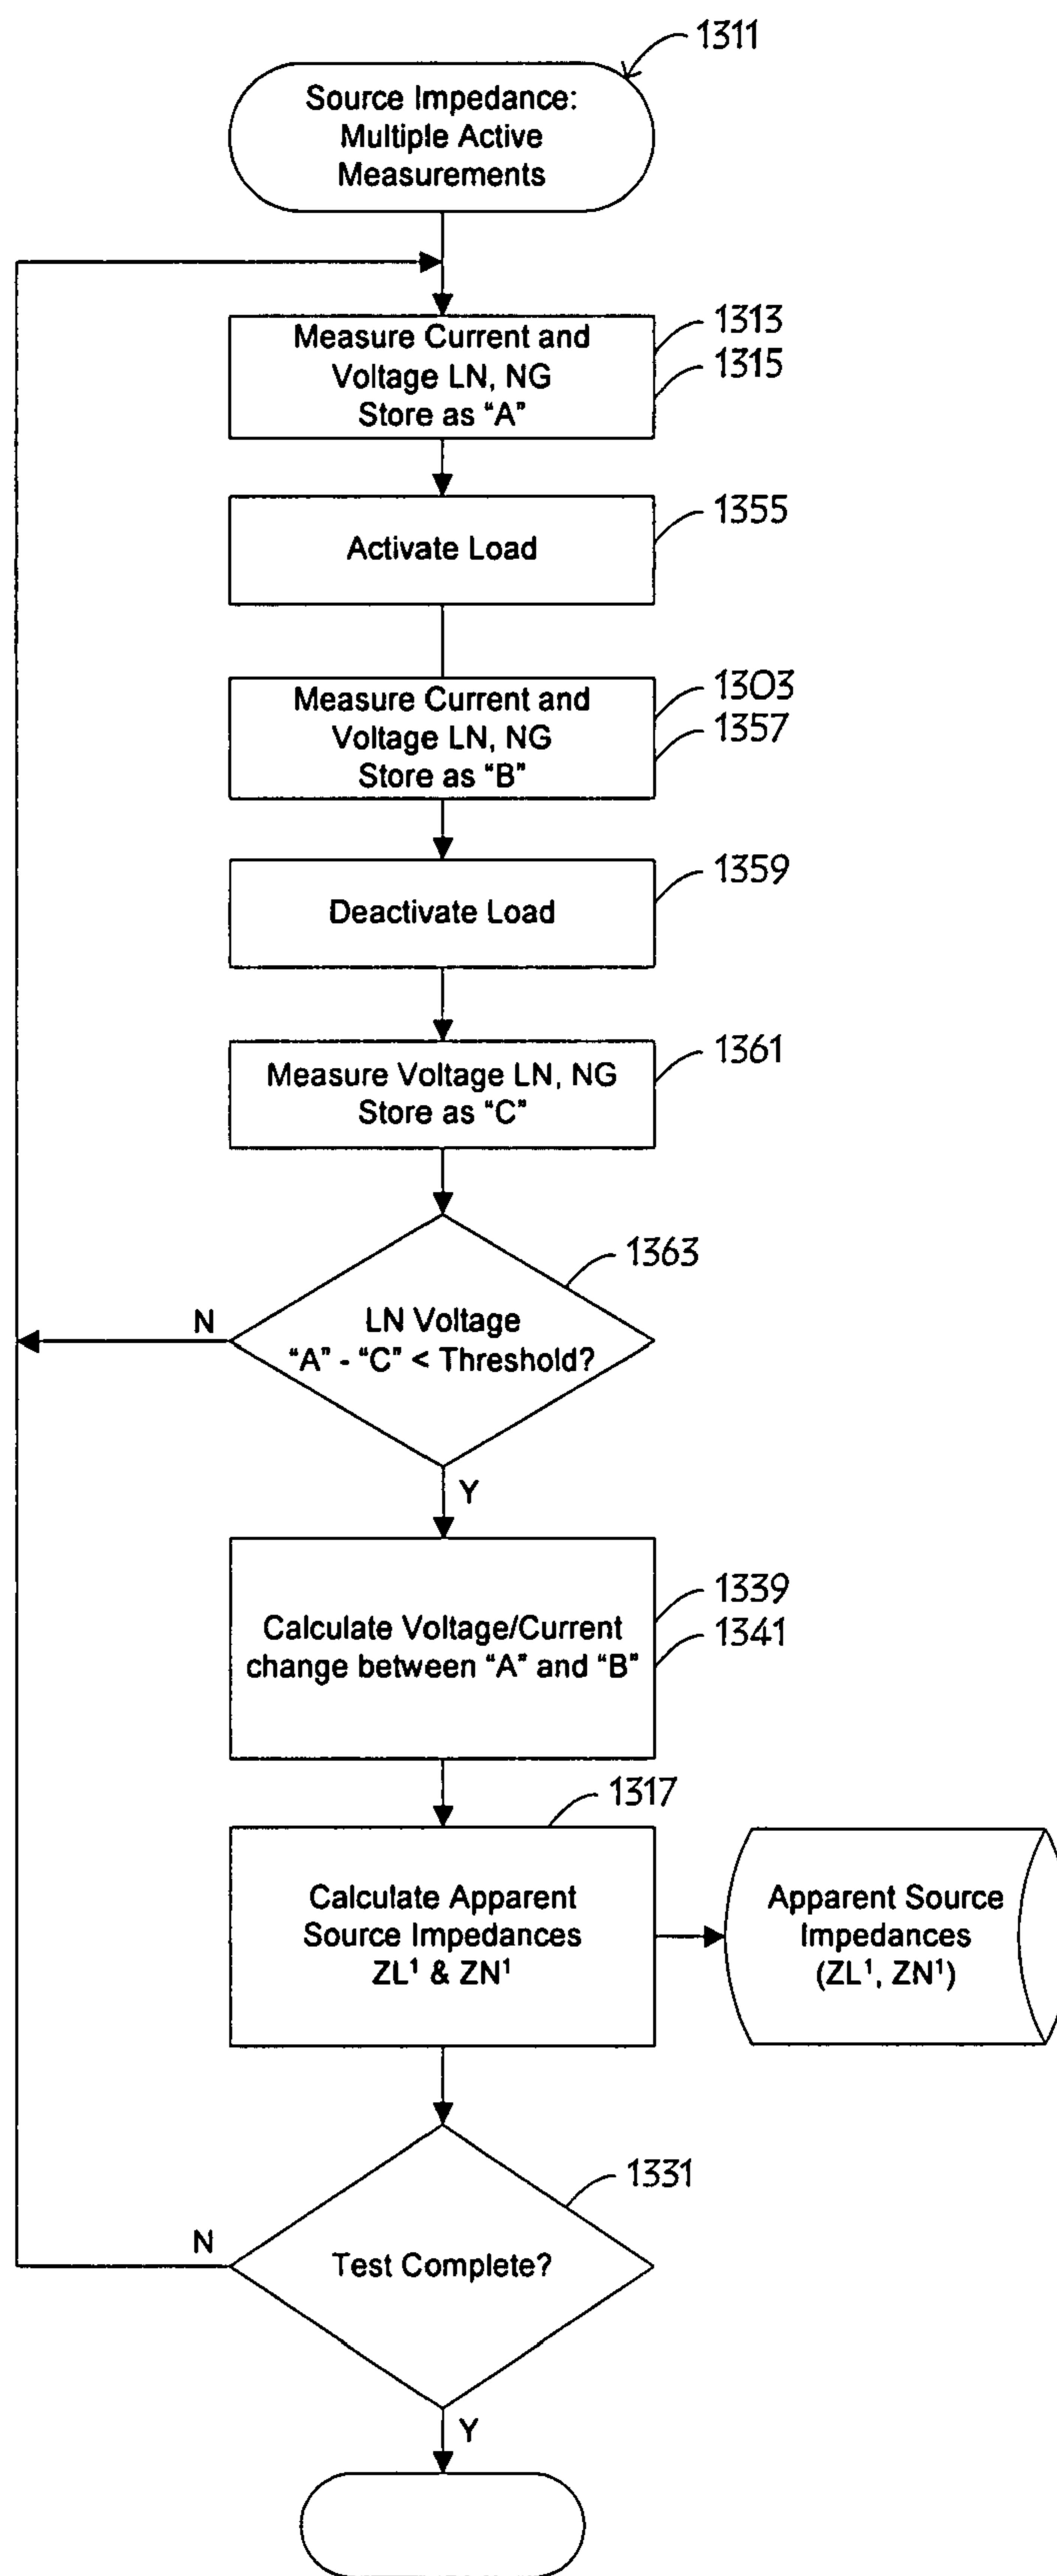 1311
Source Impedance:
Multiple Active
Measurements
Measure Current and
Voltage LN, NG
Store as “A”
1313
1315
Activate Load
1355
Measure Current and
Voltage LN, NG
Store as “B”
1303
1357
Deactivate Load
1359
Measure Voltage LN, NG
Store as “C”
1361
1363
LN Voltage
“A” - “C” < Threshold?
N
Y
Calculate Voltage/Current
change between “A” and “B”
1339
1341
1317
Calculate Apparent
Source Impedances
ZL¹ & ZN¹
Apparent Source
Impedances
(ZL¹, ZN¹)
1331
Test Complete?
N
Y